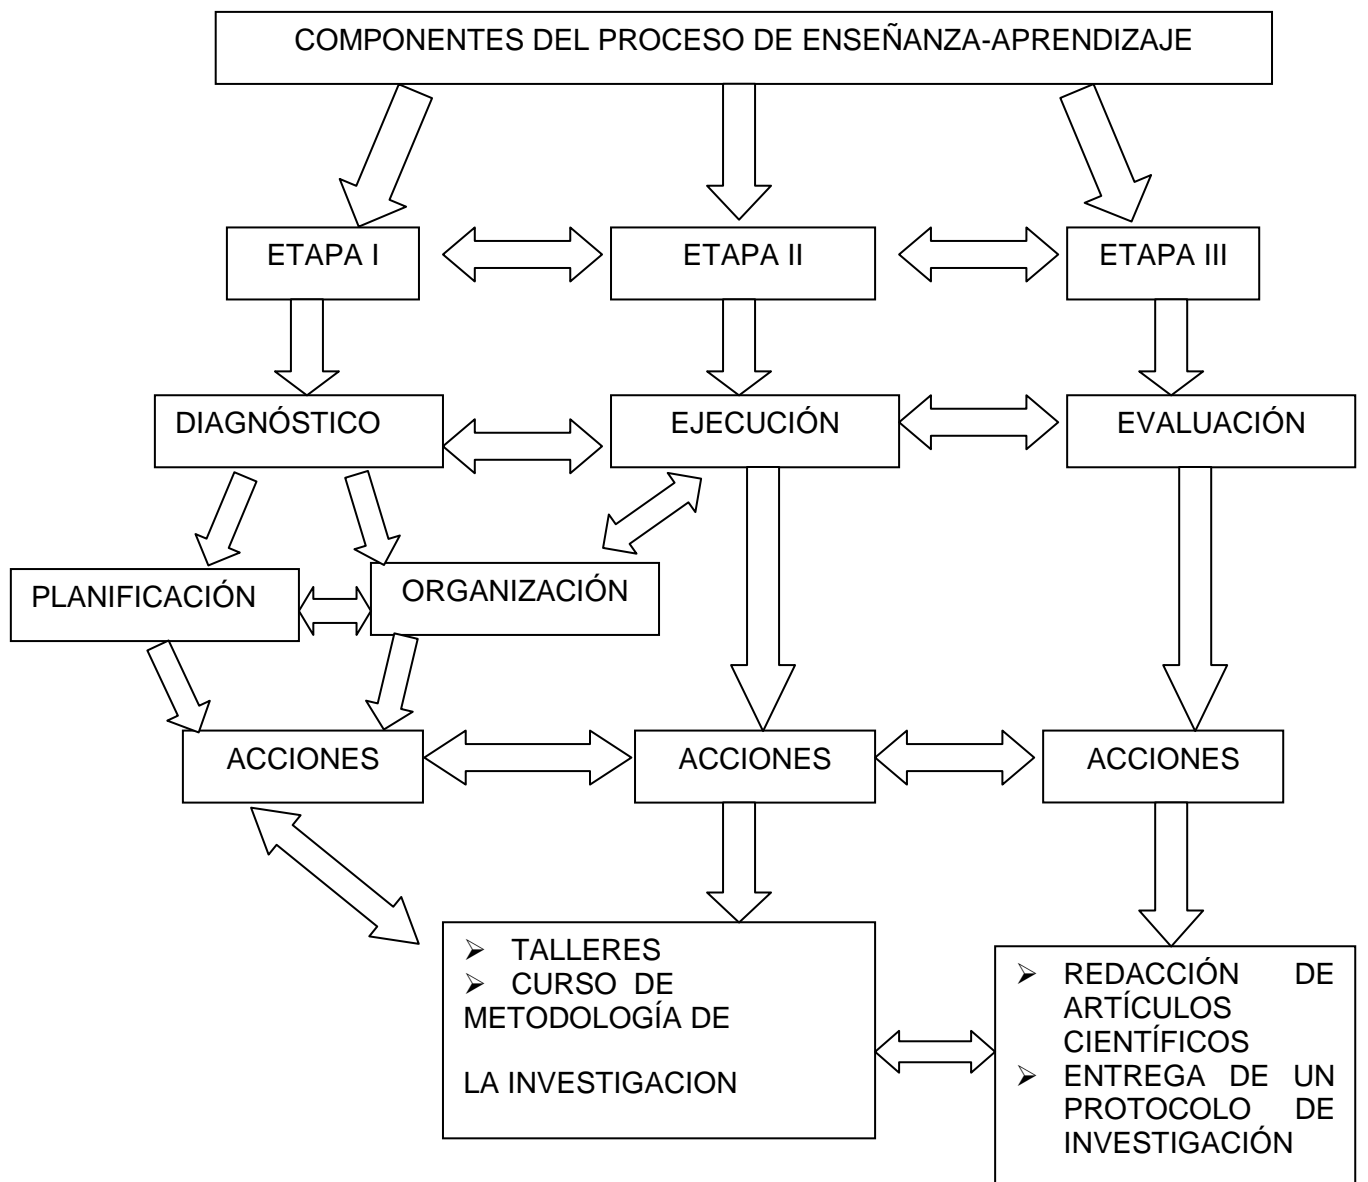 COMPONENTES DEL PROCESO DE ENSEÑANZA-APRENDIZAJE
ETAPA I
ETAPA II
ETAPA III
DIAGNÓSTICO
EJECUCIÓN
EVALUACIÓN
PLANIFICACIÓN
ORGANIZACIÓN
ACCIONES
ACCIONES
ACCIONES
➢ TALLERES
➢ CURSO DE
METODOLOGÍA DE
LA INVESTIGACION
➢ REDACCIÓN DE
ARTÍCULOS
CIENTÍFICOS
➢ ENTREGA DE UN
PROTOCOLO DE
INVESTIGACIÓN